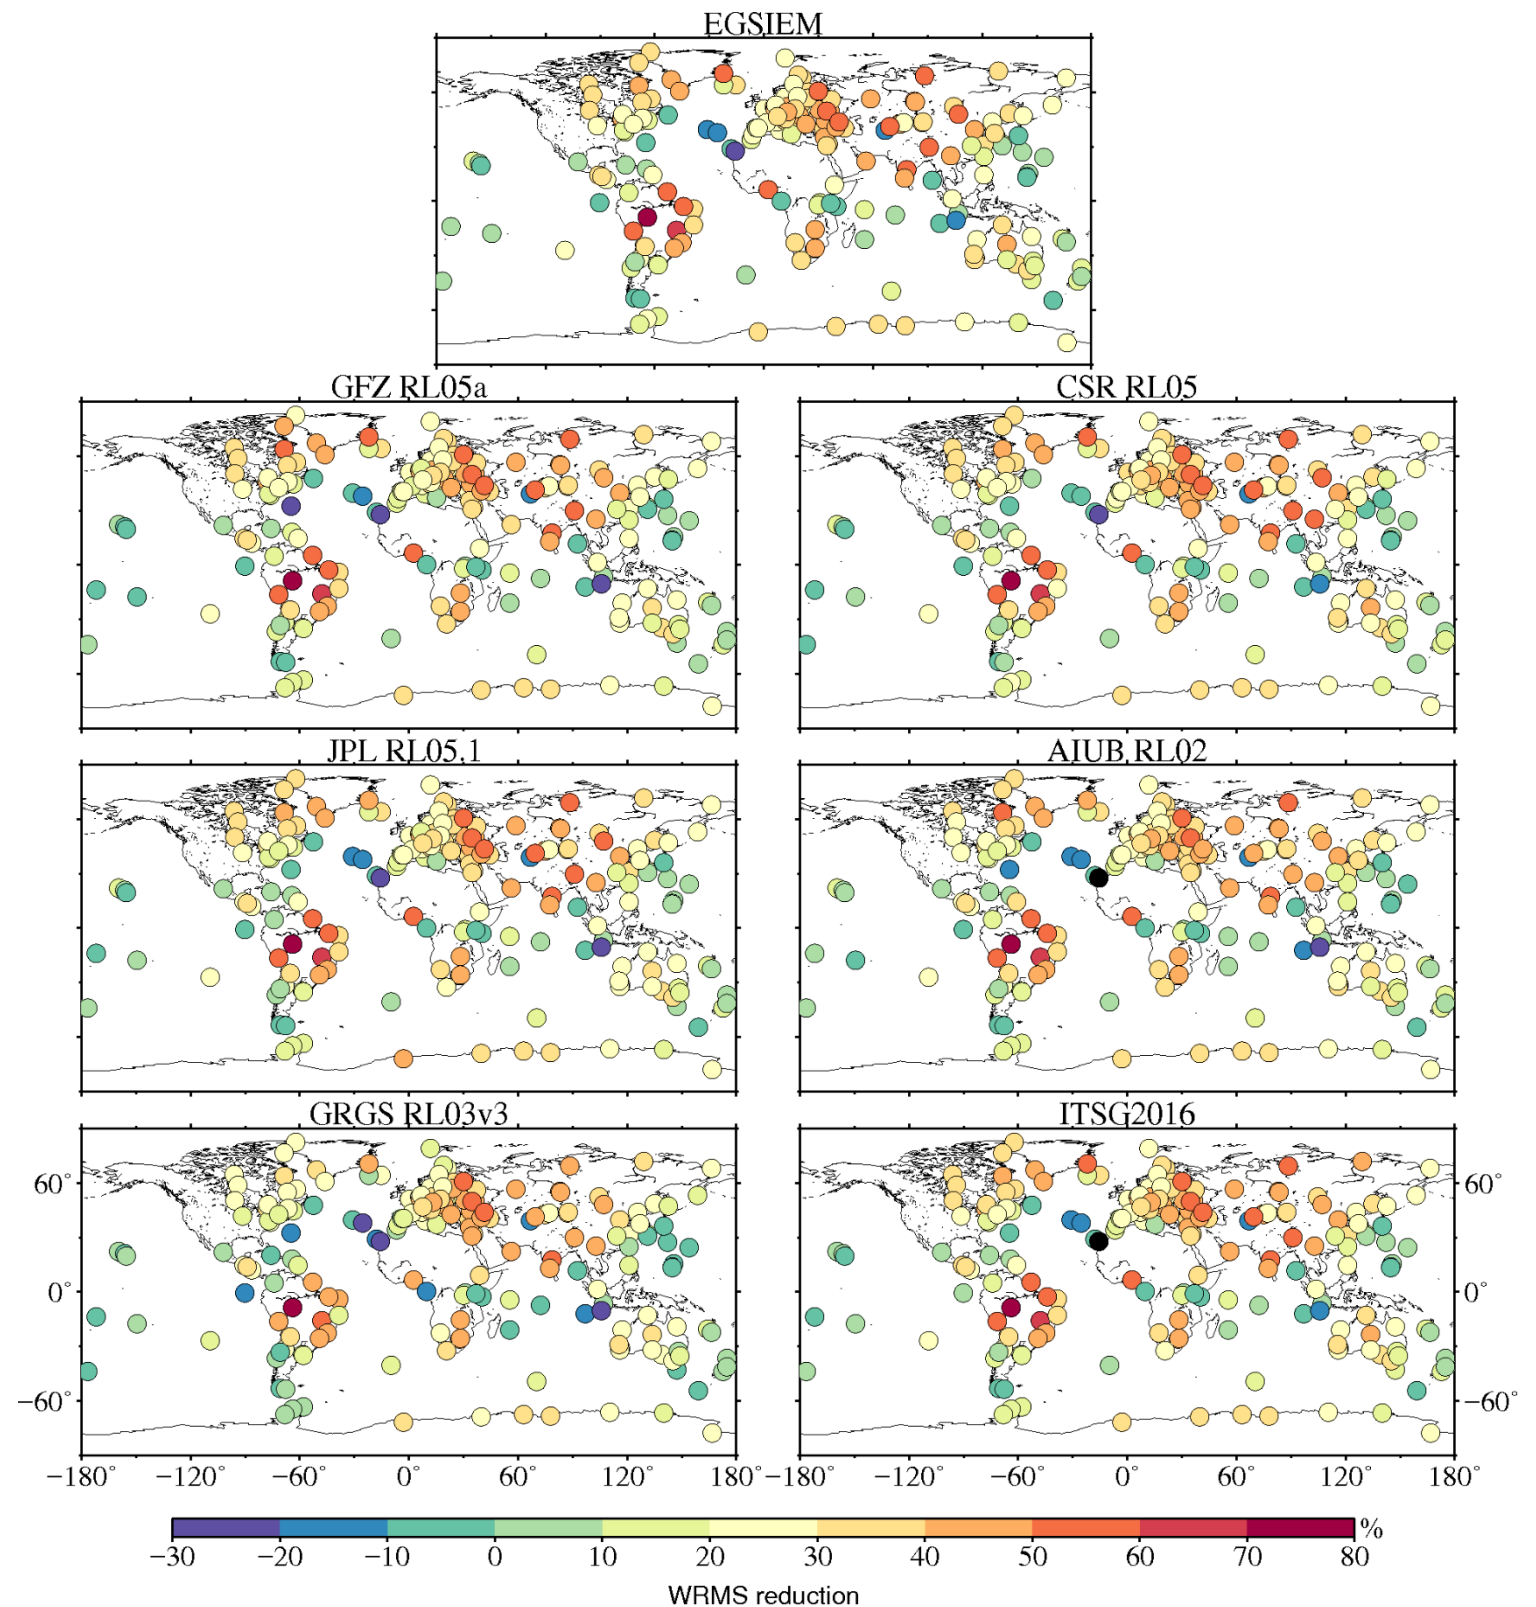 EGSIEM
GFZ RL05a
CSR RL05
JPL RL05.1
AIUB RL02
GRGS RL03v3
ITSG2016
60°
0°
−60°
60°
0°
−60°
−180° −120° −60° 0° 60° 120° 180°
−180° −120° −60° 0° 60° 120° 180°
%
−30 −20 −10 0 10 20 30 40 50 60 70 80
WRMS reduction